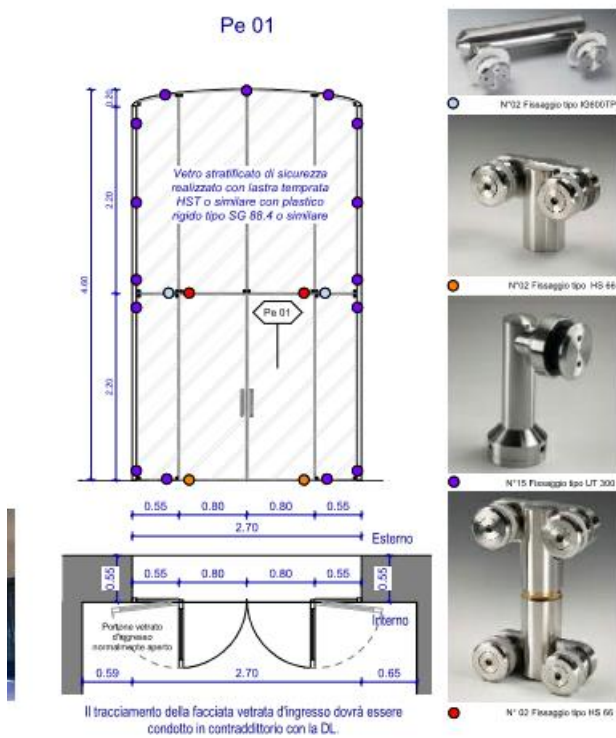 Pe 01
N°02 Fissaggio tipo IG600TP
0.20
Vetro stratificato di sicurezza
realizzato con lastra temprata
HST o similare con plastico
rigido tipo SG 88.4 o similare
2.20
4.60
N°02 Fissaggio tipo HS 66
Pe 01
2.20
N°15 Fissaggio tipo UT 300
0.55 0.80 0.80 0.55
2.70
Esterno
0.55 0.55 0.80 0.80 0.55 0.55
Interno
Portone vetrato
d'ingresso
normalmente aperto
0.59 2.70 0.65
N° 02 Fissaggio tipo HS 66
Il tracciamento della facciata vetrata d'ingresso dovrà essere
condotto in contraddittorio con la DL.